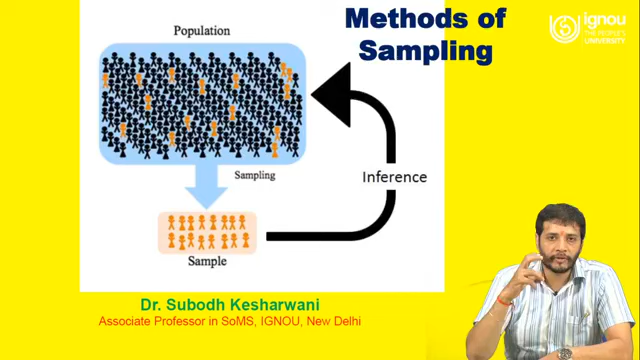 Methods of
Sampling
ignou
THE PEOPLE'S
UNIVERSITY
Population
Sampling
Inference
Sample
Dr. Subodh Kesharwani
Associate Professor in SoMS, IGNOU, New Delhi